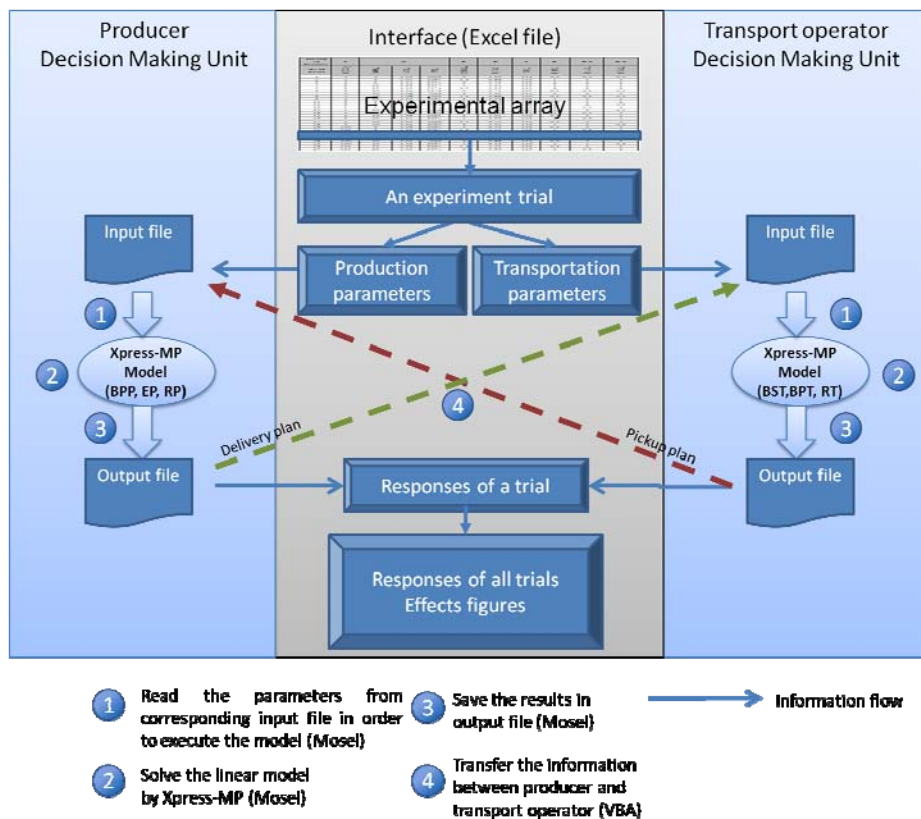 Producer
Decision Making Unit
Interface (Excel file)
Transport operator
Decision Making Unit
Experimental array
An experiment trial
Input file
Production
parameters
Transportation
parameters
Input file
1
Xpress-MP
Model
(BPP, EP, RP)
2
3
1
Xpress-MP
Model
(BST,BPT, RT)
2
3
4
Delivery plan
Pickup plan
Output file
Responses of a trial
Output file
Responses of all trials
Effects figures
1 Read the parameters from
corresponding input file in order
to execute the model (Mosel)
2 Solve the linear model
by Xpress-MP (Mosel)
3 Save the results in
output file (Mosel)
4 Transfer the information
between producer and
transport operator (VBA)
Information flow